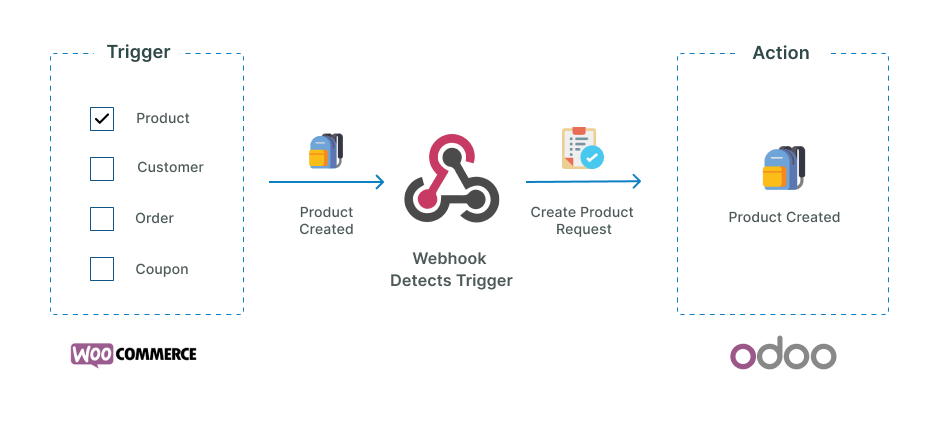 Trigger
Product
Customer
Order
Coupon
WOO COMMERCE
Product
Created
Webhook
Detects Trigger
Create Product
Request
Action
Product Created
odoo